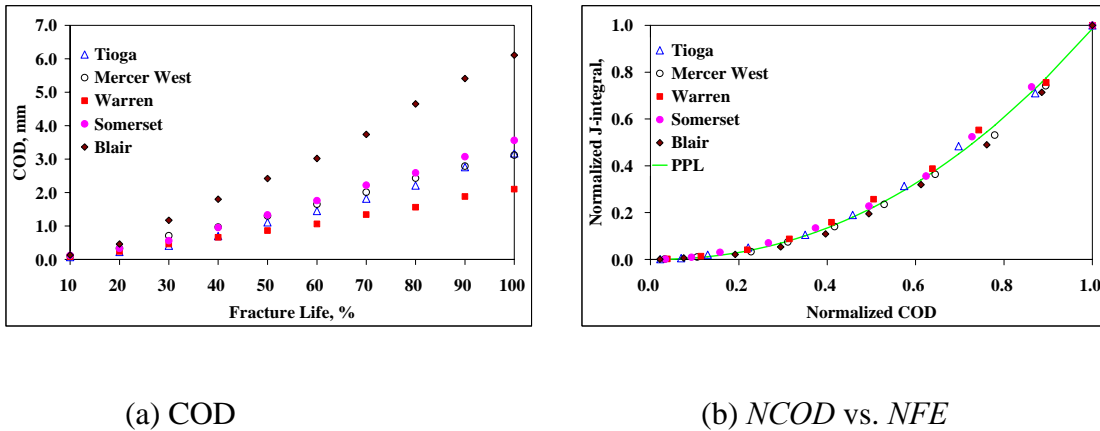 7.0
6.0
5.0
4.0
3.0
2.0
1.0
0.0
COD, mm
Tioga
Mercer West
Warren
Somerset
Blair
10 20 30 40 50 60 70 80 90 100
Fracture Life, %
1.0
0.8
0.6
0.4
0.2
0.0
Normalized J-integral,
Tioga
Mercer West
Warren
Somerset
Blair
PPL
0.0 0.2 0.4 0.6 0.8 1.0
Normalized COD
(a) COD
(b) NCOD vs. NFE